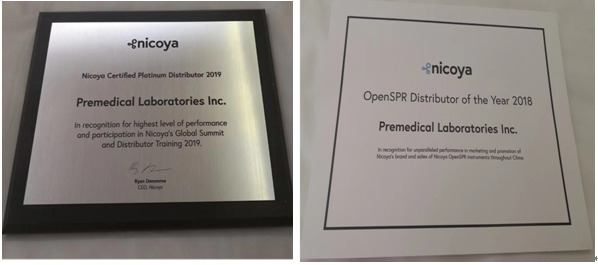 nicoya
Nicoya Certified Platinum Distributor 2019
Premedical Laboratories Inc.
In recognition for highest level of performance
and participation in Nicoya's Global Summit
and Distributor Training 2019.
Ryan Denomme
CEO, Nicoya
nicoya
OpenSPR Distributor of the Year 2018
Premedical Laboratories Inc.
In recognition for unparalleled performance in marketing and promotion of
Nicoya's brand and sales of Nicoya OpenSPR instruments throughout China